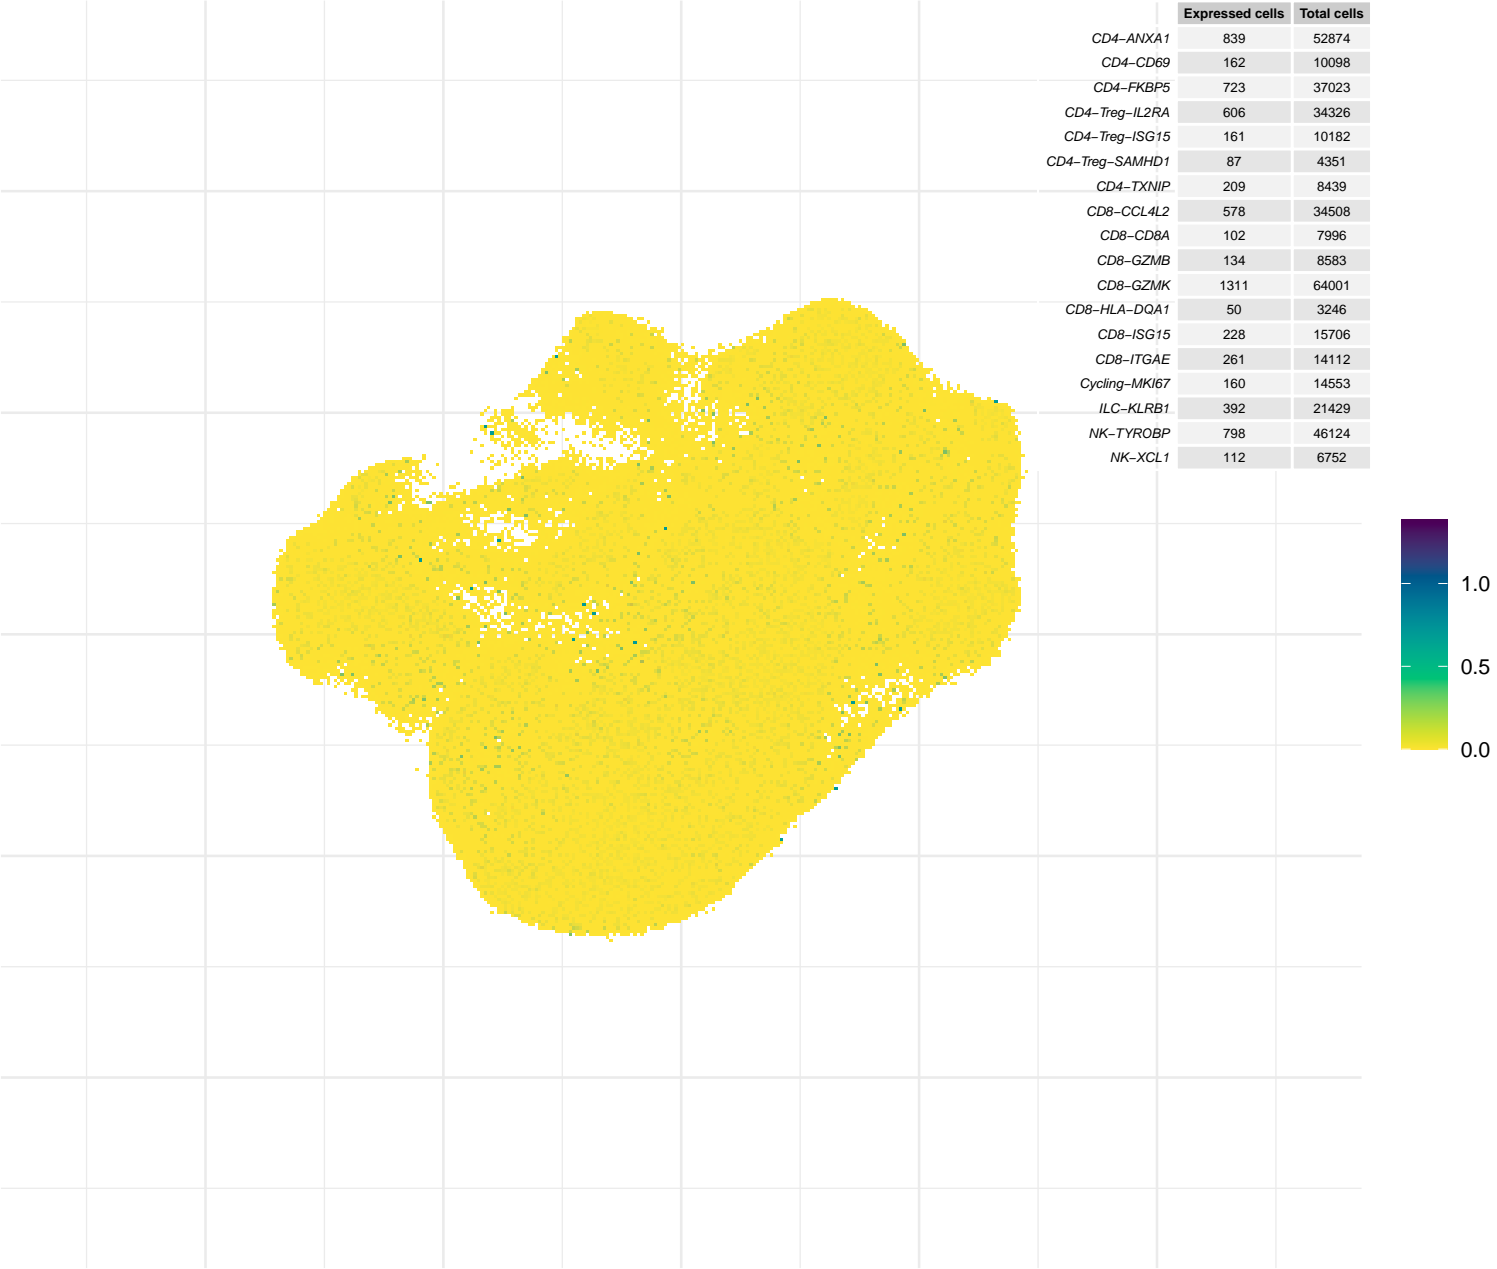 Expressed cells Total cells
CD4−ANXA1 839 52874
CD4−CD69 162 10098
CD4−FKBP5 723 37023
CD4−Treg−IL2RA 606 34326
CD4−Treg−ISG15 161 10182
CD4−Treg−SAMHD1 87 4351
CD4−TXNIP 209 8439
CD8−CCL4L2 578 34508
CD8−CD8A 102 7996
CD8−GZMB 134 8583
CD8−GZMK 1311 64001
CD8−HLA−DQA1 50 3246
CD8−ISG15 228 15706
CD8−ITGAE 261 14112
Cycling−MKI67 160 14553
ILC−KLRB1 392 21429
NK−TYROBP 798 46124
NK−XCL1 112 6752
1.0
0.5
0.0